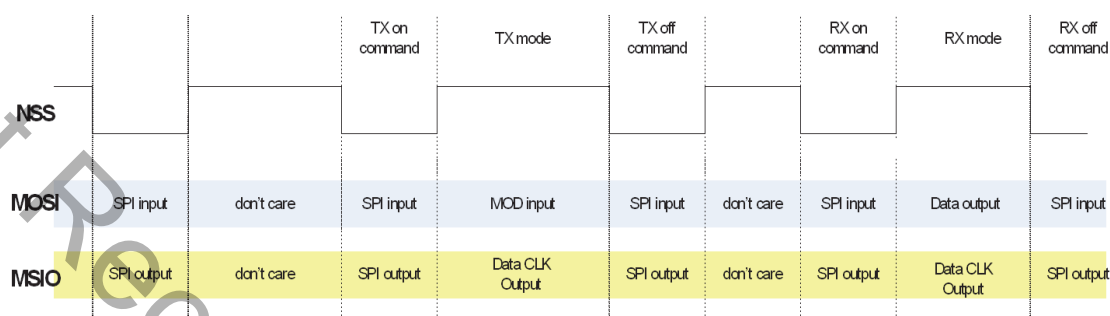 TX on
command
TX mode
TX off
command
RX on
command
RX mode
RX off
command
NSS
MOSI
SPI input
don't care
SPI input
MOD input
SPI input
don't care
SPI input
Data output
SPI input
MSIO
SPI output
don't care
SPI output
Data CLK
Output
SPI output
don't care
SPI output
Data CLK
Output
SPI output